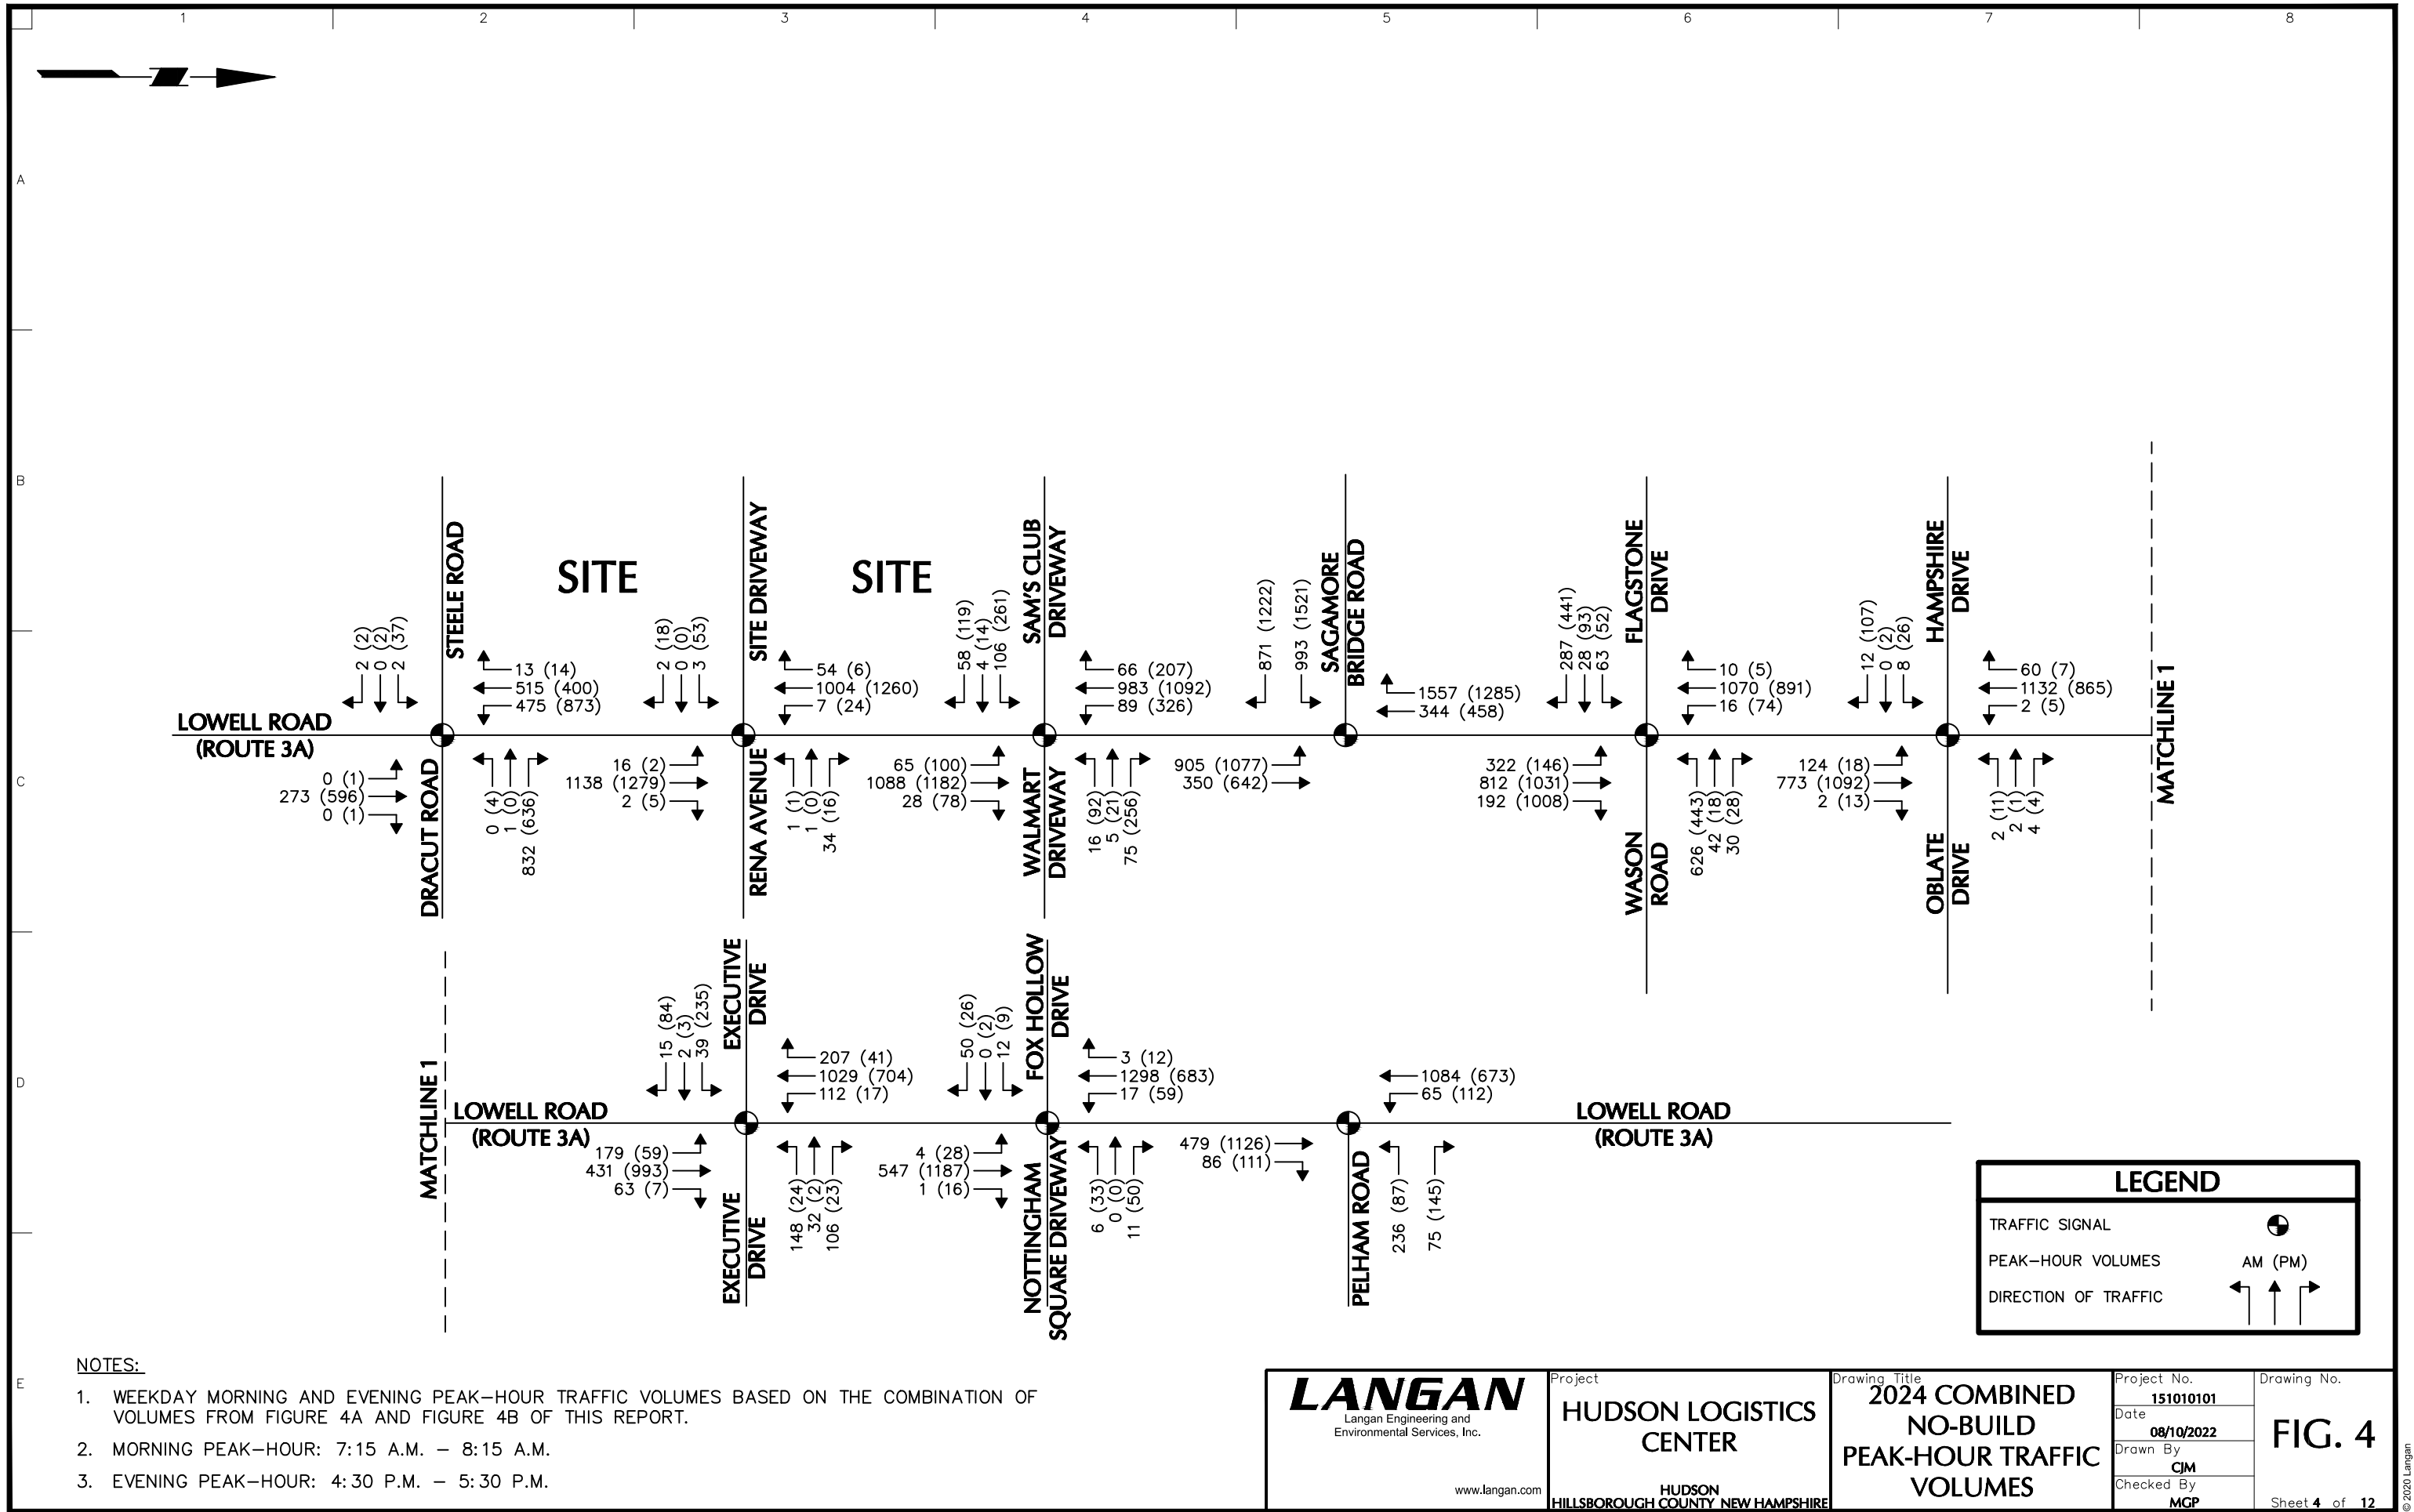 1 2 3 4 5 6 7 8
A
B
C
D
E
STEELE ROAD
SITE
SITE DRIVEWAY
SITE
SAM'S CLUB
DRIVEWAY
SAGAMORE
BRIDGE ROAD
FLAGSTONE
DRIVE
HAMPSHIRE
DRIVE
MATCHLINE 1
2 (2)
0 (2)
2 (37)
13 (14)
515 (400)
475 (873)
2 (18)
0 (0)
3 (53)
54 (6)
1004 (1260)
7 (24)
58 (119)
4 (14)
106 (261)
66 (207)
983 (1092)
89 (326)
871 (1222)
993 (1521)
1557 (1285)
344 (458)
287 (441)
28 (93)
63 (52)
10 (5)
1070 (891)
16 (74)
12 (107)
0 (2)
8 (26)
60 (7)
1132 (865)
2 (5)
LOWELL ROAD
(ROUTE 3A)
0 (1)
273 (596)
0 (1)
DRACUT ROAD
0 (4)
1 (0)
832 (636)
16 (2)
1138 (1279)
2 (5)
RENA AVENUE
1 (1)
1 (0)
34 (16)
65 (100)
1088 (1182)
28 (78)
WALMART
DRIVEWAY
16 (92)
5 (21)
75 (256)
905 (1077)
350 (642)
322 (146)
812 (1031)
192 (1008)
WASON
ROAD
626 (443)
42 (18)
30 (28)
124 (18)
773 (1092)
2 (13)
OBLATE
DRIVE
2 (11)
2 (1)
4 (4)
MATCHLINE 1
LOWELL ROAD
(ROUTE 3A)
15 (84)
2 (3)
39 (235)
EXECUTIVE
DRIVE
207 (41)
1029 (704)
112 (17)
50 (26)
0 (2)
12 (9)
FOX HOLLOW
DRIVE
3 (12)
1298 (683)
17 (59)
1084 (673)
65 (112)
LOWELL ROAD
(ROUTE 3A)
179 (59)
431 (993)
63 (7)
EXECUTIVE
DRIVE
148 (24)
32 (2)
106 (23)
4 (28)
547 (1187)
1 (16)
NOTTINGHAM
SQUARE DRIVEWAY
6 (33)
0 (0)
11 (50)
479 (1126)
86 (111)
PELHAM ROAD
236 (87)
75 (145)
LEGEND
TRAFFIC SIGNAL
PEAK-HOUR VOLUMES AM (PM)
DIRECTION OF TRAFFIC
NOTES:
1. WEEKDAY MORNING AND EVENING PEAK-HOUR TRAFFIC VOLUMES BASED ON THE COMBINATION OF
VOLUMES FROM FIGURE 4A AND FIGURE 4B OF THIS REPORT.
2. MORNING PEAK-HOUR: 7:15 A.M. - 8:15 A.M.
3. EVENING PEAK-HOUR: 4:30 P.M. - 5:30 P.M.
LANGAN
Langan Engineering and
Environmental Services, Inc.
www.langan.com
Project
HUDSON LOGISTICS
CENTER
HUDSON
HILLSBOROUGH COUNTY NEW HAMPSHIRE
Drawing Title
2024 COMBINED
NO-BUILD
PEAK-HOUR TRAFFIC
VOLUMES
Project No.
151010101
Date
08/10/2022
Drawn By
CJM
Checked By
MGP
Drawing No.
FIG. 4
Sheet 4 of 12
© 2020 Langan